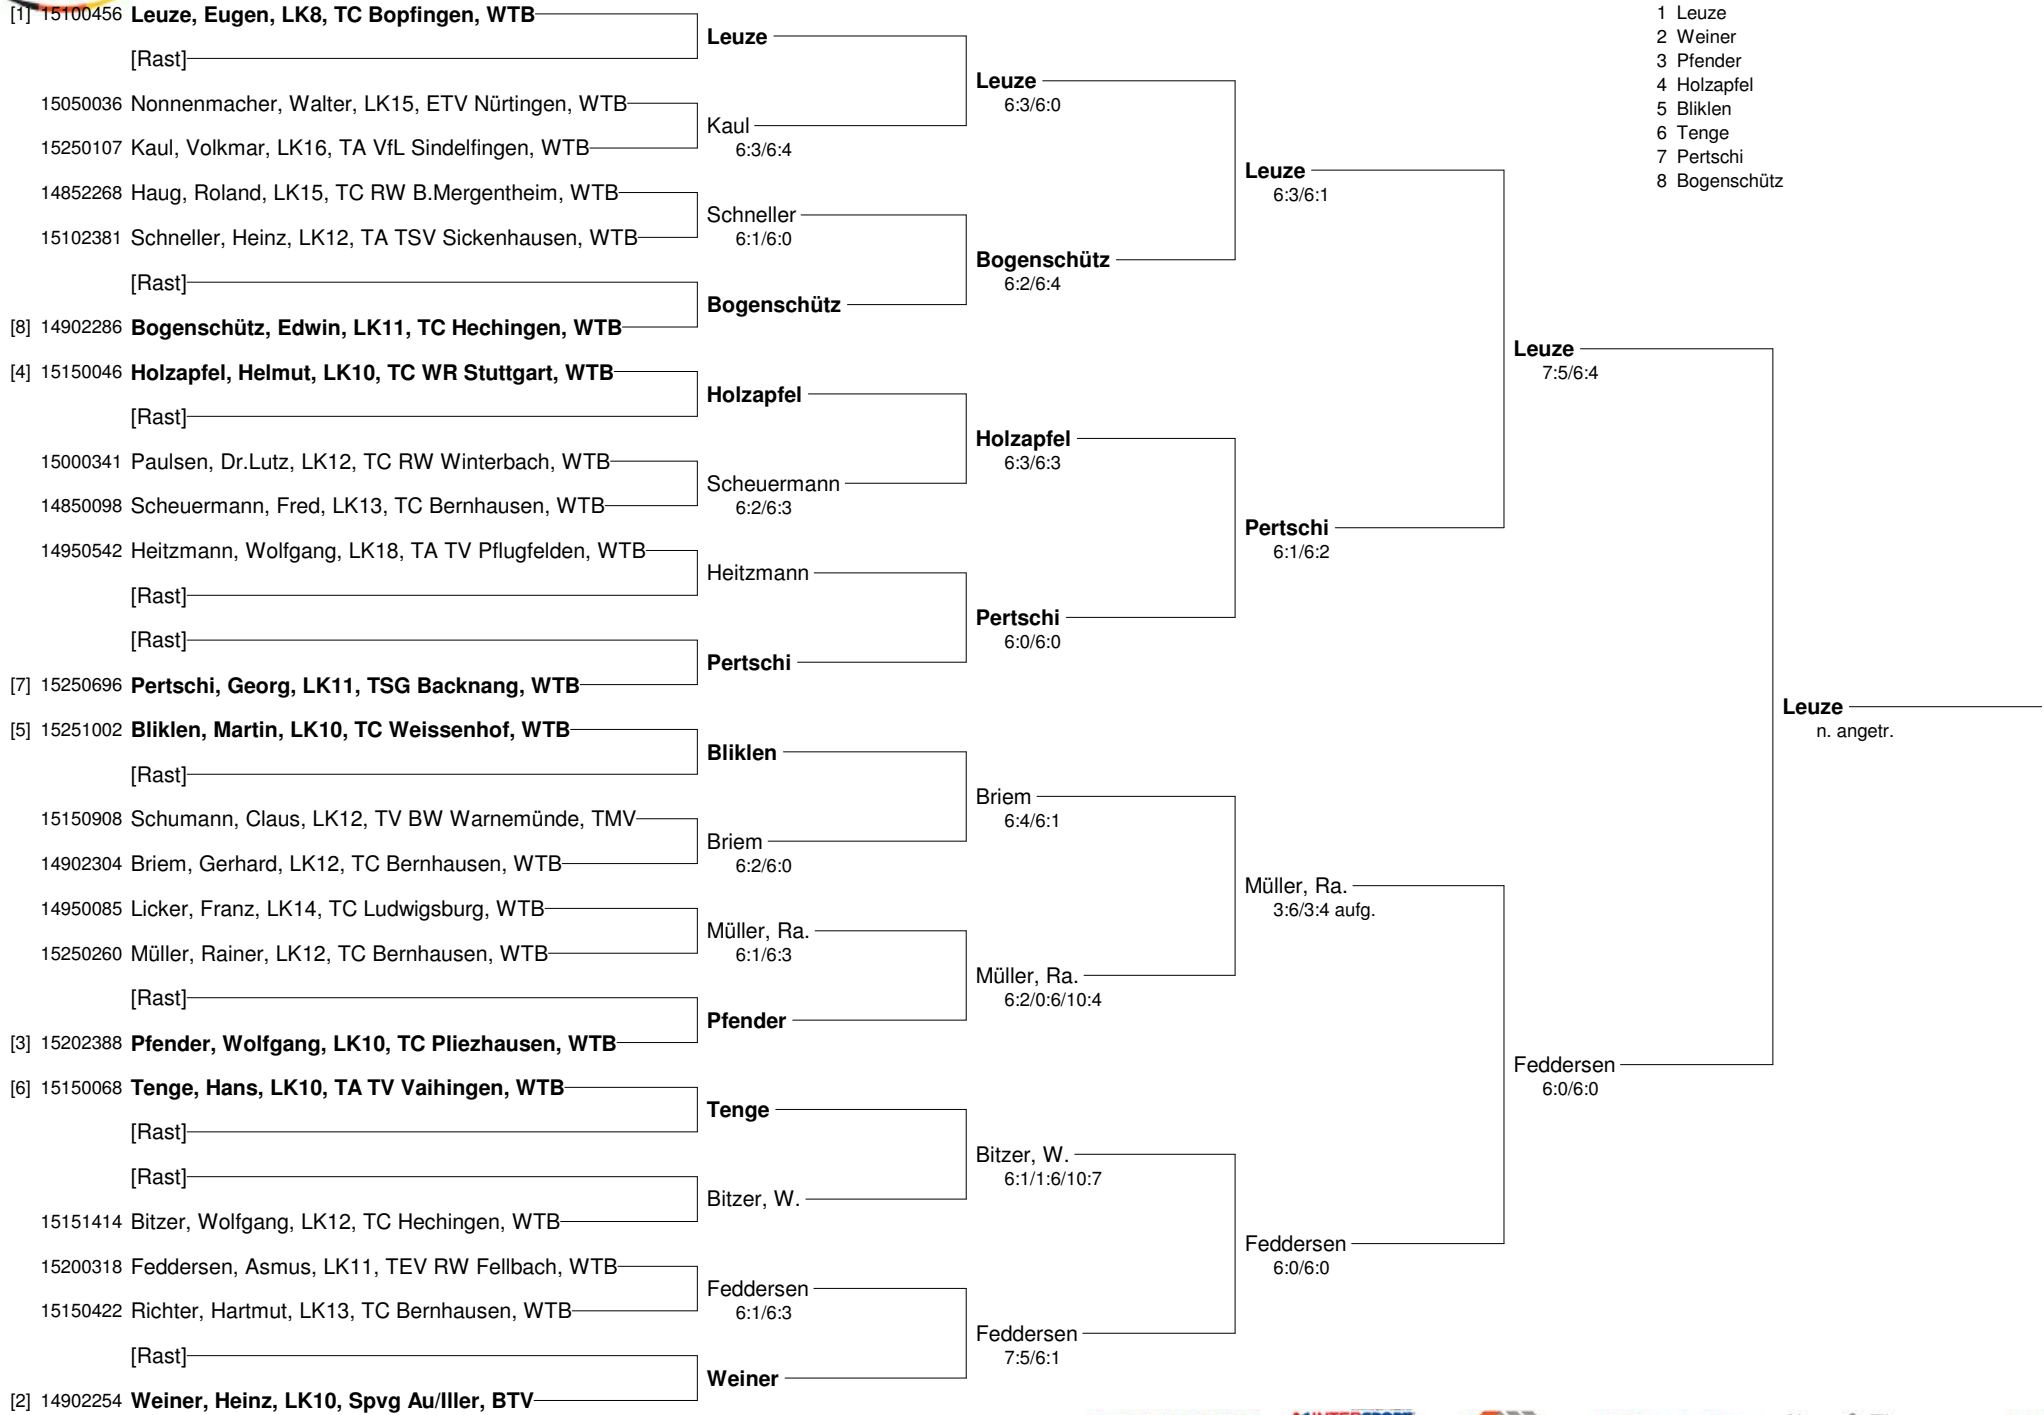 [1] 15100456 Leuze, Eugen, LK8, TC Bopfingen, WTB
[Rast]
15050036 Nonnenmacher, Walter, LK15, ETV Nürtingen, WTB
15250107 Kaul, Volkmar, LK16, TA VfL Sindelfingen, WTB
14852268 Haug, Roland, LK15, TC RW B.Mergentheim, WTB
15102381 Schneller, Heinz, LK12, TA TSV Sickenhausen, WTB
[Rast]
[8] 14902286 Bogenschütz, Edwin, LK11, TC Hechingen, WTB
[4] 15150046 Holzapfel, Helmut, LK10, TC WR Stuttgart, WTB
[Rast]
15000341 Paulsen, Dr.Lutz, LK12, TC RW Winterbach, WTB
14850098 Scheuermann, Fred, LK13, TC Bernhausen, WTB
14950542 Heitzmann, Wolfgang, LK18, TA TV Pflugfelden, WTB
[Rast]
[Rast]
[7] 15250696 Pertschi, Georg, LK11, TSG Backnang, WTB
[5] 15251002 Bliklen, Martin, LK10, TC Weissenhof, WTB
[Rast]
15150908 Schumann, Claus, LK12, TV BW Warnemünde, TMV
14902304 Briem, Gerhard, LK12, TC Bernhausen, WTB
14950085 Licker, Franz, LK14, TC Ludwigsburg, WTB
15250260 Müller, Rainer, LK12, TC Bernhausen, WTB
[Rast]
[3] 15202388 Pfender, Wolfgang, LK10, TC Pliezhausen, WTB
[6] 15150068 Tenge, Hans, LK10, TA TV Vaihingen, WTB
[Rast]
[Rast]
15151414 Bitzer, Wolfgang, LK12, TC Hechingen, WTB
15200318 Feddersen, Asmus, LK11, TEV RW Fellbach, WTB
15150422 Richter, Hartmut, LK13, TC Bernhausen, WTB
[Rast]
[2] 14902254 Weiner, Heinz, LK10, Spvg Au/Iller, BTV
Leuze
Kaul
6:3/6:4
Schneller
6:1/6:0
Bogenschütz
Holzapfel
Scheuermann
6:2/6:3
Heitzmann
Pertschi
Bliklen
Briem
6:2/6:0
Müller, Ra.
6:1/6:3
Pfender
Tenge
Bitzer, W.
Feddersen
6:1/6:3
Weiner
Leuze
6:3/6:0
Bogenschütz
6:2/6:4
Holzapfel
6:3/6:3
Pertschi
6:0/6:0
Briem
6:4/6:1
Müller, Ra.
6:2/0:6/10:4
Bitzer, W.
6:1/1:6/10:7
Feddersen
7:5/6:1
Leuze
6:3/6:1
Pertschi
6:1/6:2
Müller, Ra.
3:6/3:4 aufg.
Feddersen
6:0/6:0
Leuze
7:5/6:4
Feddersen
6:0/6:0
Leuze
n. angetr.
1 Leuze
2 Weiner
3 Pfender
4 Holzapfel
5 Bliklen
6 Tenge
7 Pertschi
8 Bogenschütz